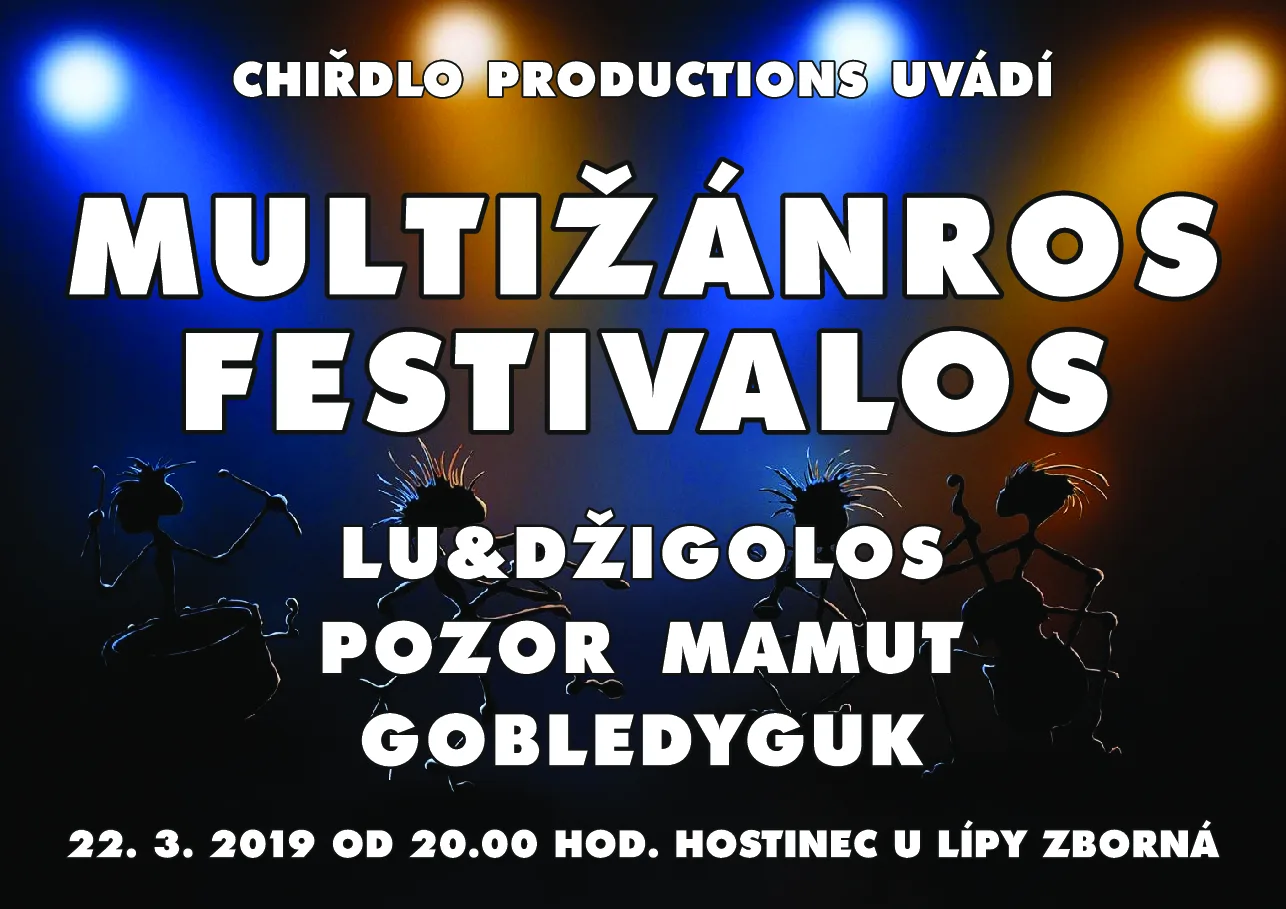 CHIŘDLO PRODUCTIONS UVÁDÍ
MULTIŽÁNROS
FESTIVALOS
LU&DŽIGOLOS
POZOR MAMUT
GOBLEDYGUK
22. 3. 2019 OD 20.00 HOD. HOSTINEC U LÍPY ZBORNÁ